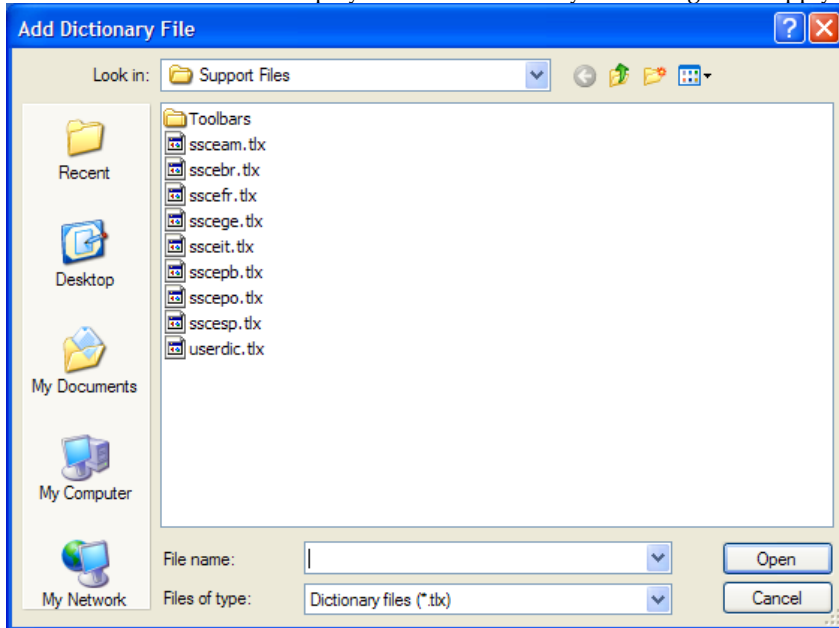 Add Dictionary File
Look in: Support Files
Toolbars
ssceam.tlx
sscebr.tlx
Recent
sscefr.tlx
sscege.tlx
ssceit.tlx
sscepb.tlx
Desktop
sscepo.tlx
sscesp.tlx
userdic.tlx
My Documents
My Computer
File name:
Open
My Network
Files of type: Dictionary files (*.tlx)
Cancel